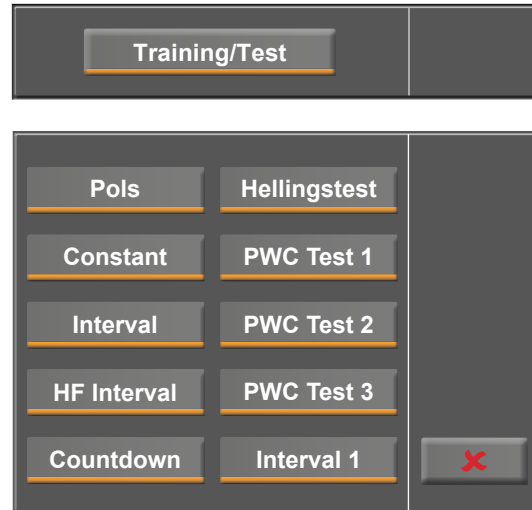 Training/Test
Pols Hellingstest
Constant PWC Test 1
Interval PWC Test 2
HF Interval PWC Test 3
Countdown Interval 1